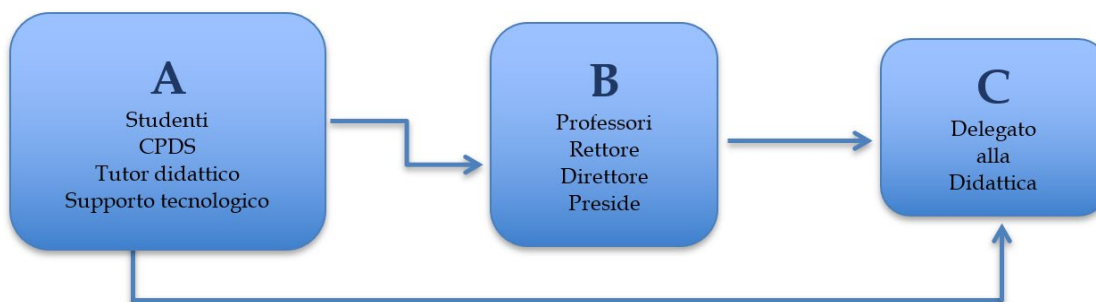 A
Studenti
CPDS
Tutor didattico
Supporto tecnologico
B
Professori
Rettore
Direttore
Preside
C
Delegato
alla
Didattica